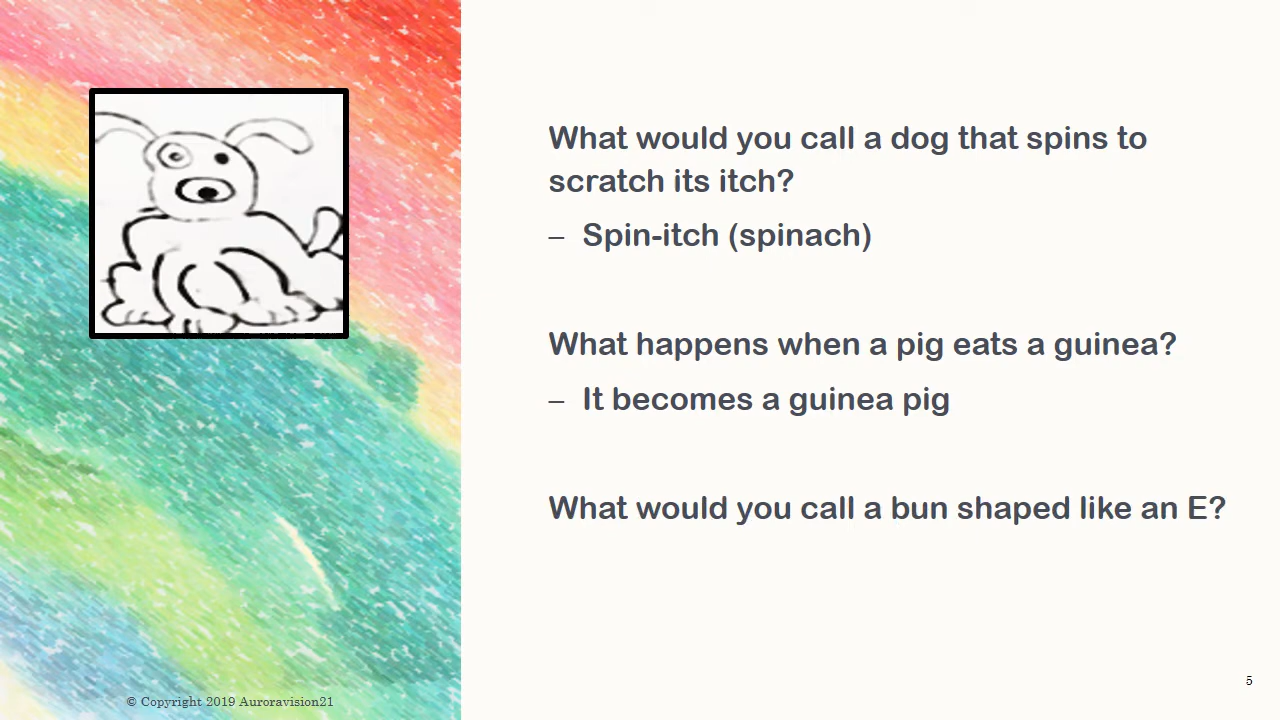 What would you call a dog that spins to
scratch its itch?
– Spin-itch (spinach)
What happens when a pig eats a guinea?
– It becomes a guinea pig
What would you call a bun shaped like an E?
5
© Copyright 2019 Auroravision21